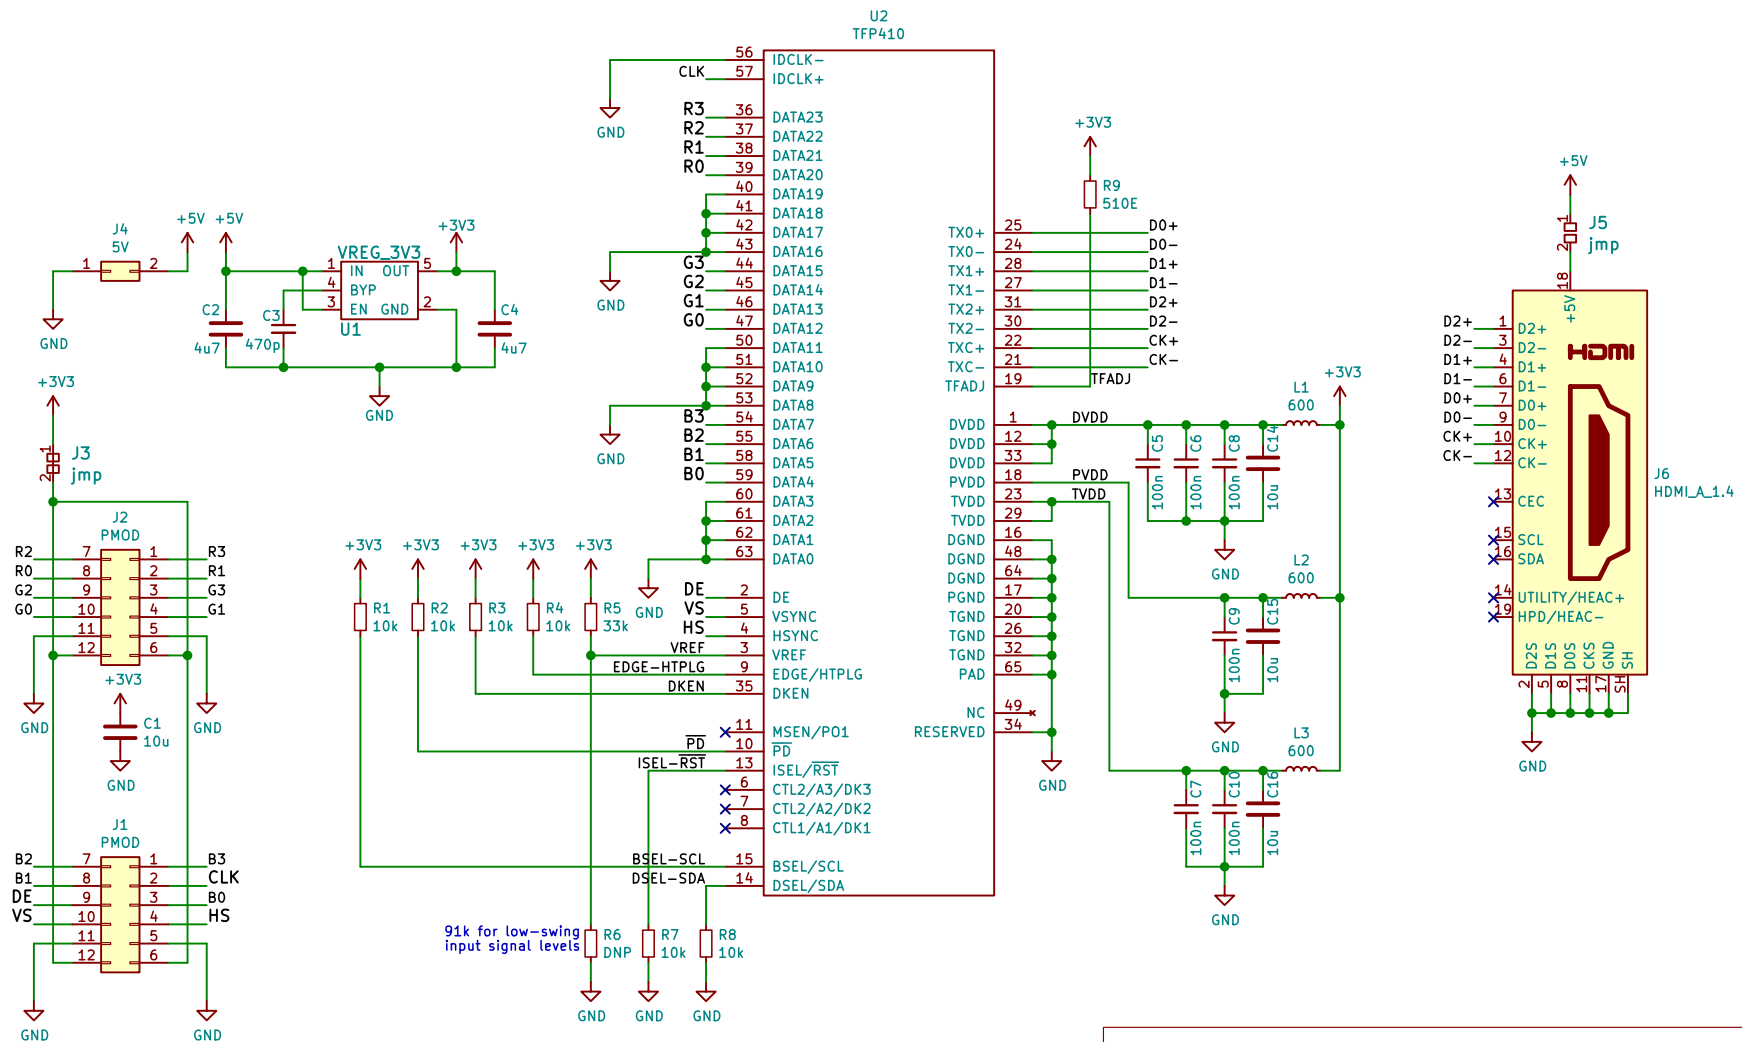 U2
TFP410
56 IDCLK-
CLK 57 IDCLK+
GND
R3 36 DATA23
R2 37 DATA22
R1 38 DATA21
R0 39 DATA20
40 DATA19
41 DATA18
42 DATA17
43 DATA16
GND
G3 44 DATA15
G2 45 DATA14
G1 46 DATA13
G0 47 DATA12
50 DATA11
51 DATA10
52 DATA9
53 DATA8
GND
B3 54 DATA7
B2 55 DATA6
B1 58 DATA5
B0 59 DATA4
60 DATA3
61 DATA2
62 DATA1
63 DATA0
GND
DE 2 DE
VS 5 VSYNC
HS 4 HSYNC
VREF 3 VREF
EDGE-HTPLG 9 EDGE/HTPLG
DKEN 35 DKEN
11 MSEN/PO1
PD 10 PD
ISEL-RST 13 ISEL/RST
6 CTL2/A3/DK3
7 CTL2/A2/DK2
8 CTL1/A1/DK1
BSEL-SCL 15 BSEL/SCL
DSEL-SDA 14 DSEL/SDA
+3V3
R9
510E
TX0+ 25 D0+
TX0- 24 D0-
TX1+ 28 D1+
TX1- 27 D1-
TX2+ 31 D2+
TX2- 30 D2-
TXC+ 22 CK+
TXC- 21 CK-
TFADJ 19 TFADJ
DVDD 1 DVDD
DVDD 12
DVDD 33
PVDD 18 PVDD
TVDD 23 TVDD
TVDD 29
DGND 16
DGND 48
DGND 64
PGND 17
TGND 20
TGND 26
TGND 32
PAD 65
NC 49
RESERVED 34
GND
+3V3
L1
600
C5 100n
C6 100n
C8 100n
C14 10u
GND
L2
600
C9 100n
C15 10u
GND
L3
600
C7 100n
C10 100n
C16 10u
GND
J4
5V
1 2
+5V
GND
+5V
+3V3
VREG_3V3
1 IN OUT 5
4 BYP
3 EN GND 2
U1
C2
4u7
C3
470p
C4
4u7
GND
+3V3
1
2
J3
jmp
J2
PMOD
R2 7 1 R3
R0 8 2 R1
G2 9 3 G3
G0 10 4 G1
11 5
12 6
GND GND
+3V3
C1
10u
GND
J1
PMOD
B2 7 1 B3
B1 8 2 CLK
DE 9 3 B0
VS 10 4 HS
11 5
12 6
GND GND
+3V3 +3V3 +3V3 +3V3 +3V3
R1 R2 R3 R4 R5
10k 10k 10k 10k 33k
91k for low-swing
input signal levels
R6 R7 R8
DNP 10k 10k
GND GND GND
+5V
1
2
J5
jmp
18
+5V
HDMI
D2+ 1 D2+
D2- 3 D2-
D1+ 4 D1+
D1- 6 D1-
D0+ 7 D0+
D0- 9 D0-
CK+ 10 CK+
CK- 12 CK-
13 CEC
15 SCL
16 SDA
14 UTILITY/HEAC+
19 HPD/HEAC-
J6
HDMI_A_1.4
D2S D1S D0S CKS GND SH
2 5 8 11 17 SH
GND